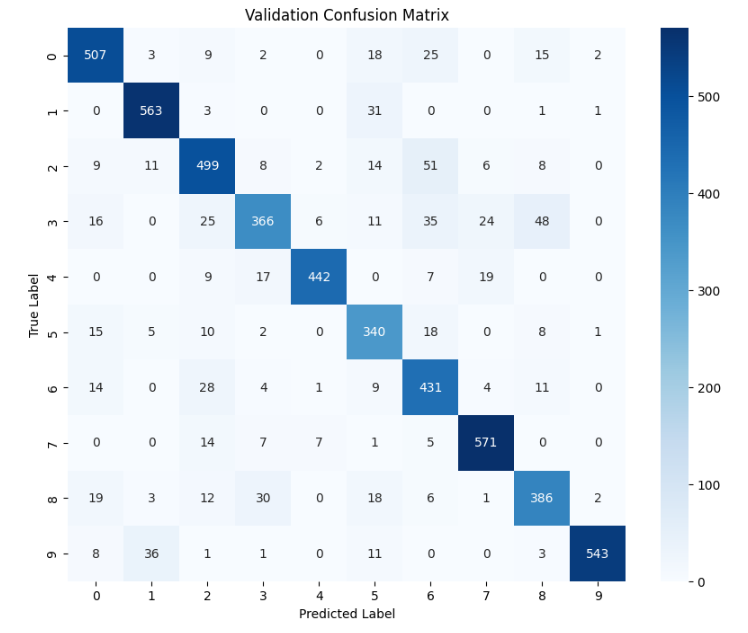 Validation Confusion Matrix
0 507 3 9 2 0 18 25 0 15 2
1 0 563 3 0 0 31 0 0 1 1
2 9 11 499 8 2 14 51 6 8 0
3 16 0 25 366 6 11 35 24 48 0
4 0 0 9 17 442 0 7 19 0 0
5 15 5 10 2 0 340 18 0 8 1
6 14 0 28 4 1 9 431 4 11 0
7 0 0 14 7 7 1 5 571 0 0
8 19 3 12 30 0 18 6 1 386 2
9 8 36 1 1 0 11 0 0 3 543
0 1 2 3 4 5 6 7 8 9
Predicted Label
True Label
500
400
300
200
100
0